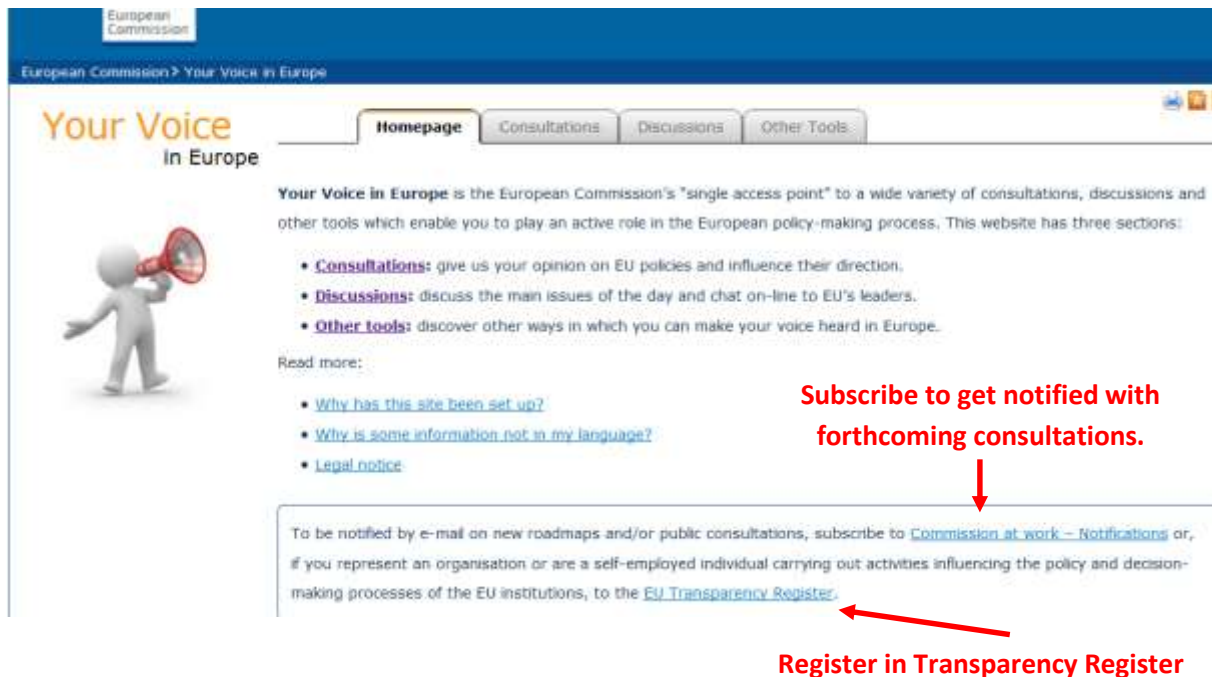 European
Commission
European Commission > Your Voice in Europe
Your Voice
in Europe
Homepage
Consultations
Discussions
Other Tools
Your Voice in Europe is the European Commission's "single access point" to a wide variety of consultations, discussions and
other tools which enable you to play an active role in the European policy-making process. This website has three sections:
• Consultations: give us your opinion on EU policies and influence their direction.
• Discussions: discuss the main issues of the day and chat on-line to EU's leaders.
• Other tools: discover other ways in which you can make your voice heard in Europe.
Read more:
• Why has this site been set up?
• Why is some information not in my language?
• Legal notice
Subscribe to get notified with
forthcoming consultations.
To be notified by e-mail on new roadmaps and/or public consultations, subscribe to Commission at work – Notifications or,
if you represent an organisation or are a self-employed individual carrying out activities influencing the policy and decision-
making processes of the EU institutions, to the EU Transparency Register.
Register in Transparency Register